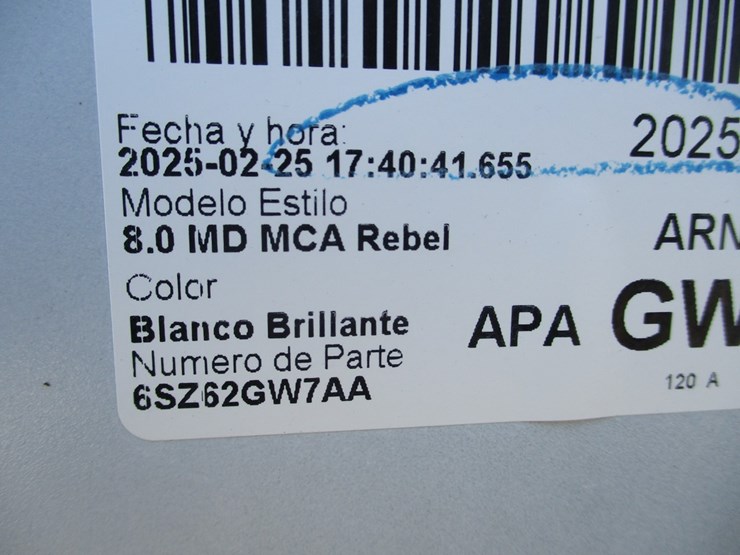 Fecha y hora:
2025-02-25 17:40:41.655
2025
Modelo Estilo
8.0 MD MCA Rebel
Color
Blanco Brillante
APA GW
Numero de Parte
6SZ62GW7AA
120 A